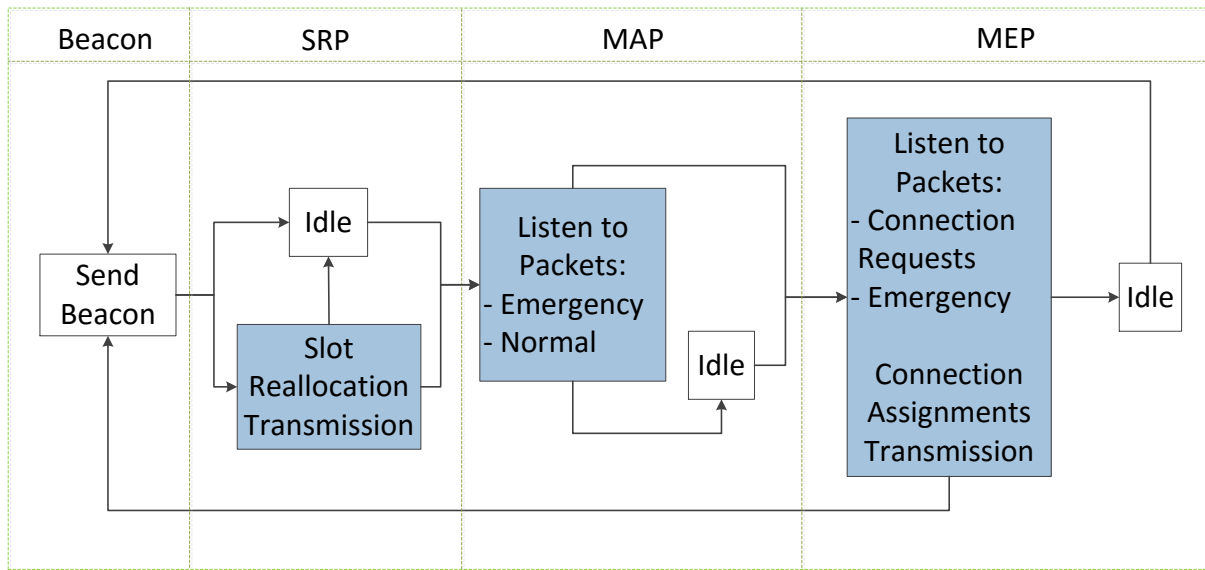 Beacon
SRP
MAP
MEP
Send
Beacon
Idle
Slot
Reallocation
Transmission
Listen to
Packets:
- Emergency
- Normal
Idle
Listen to
Packets:
- Connection
Requests
- Emergency
Connection
Assignments
Transmission
Idle